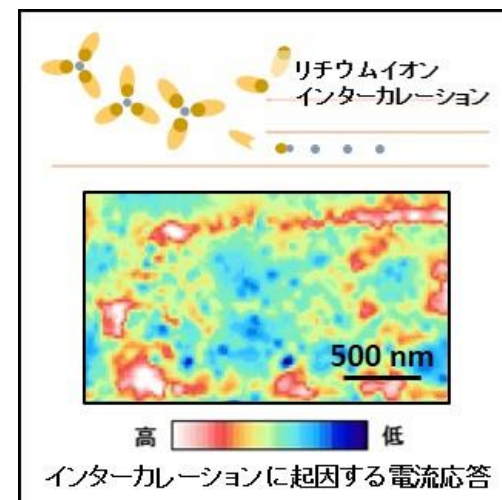 リチウムイオン
インターカレーション
500 nm
高 低
インターカレーションに起因する電流応答